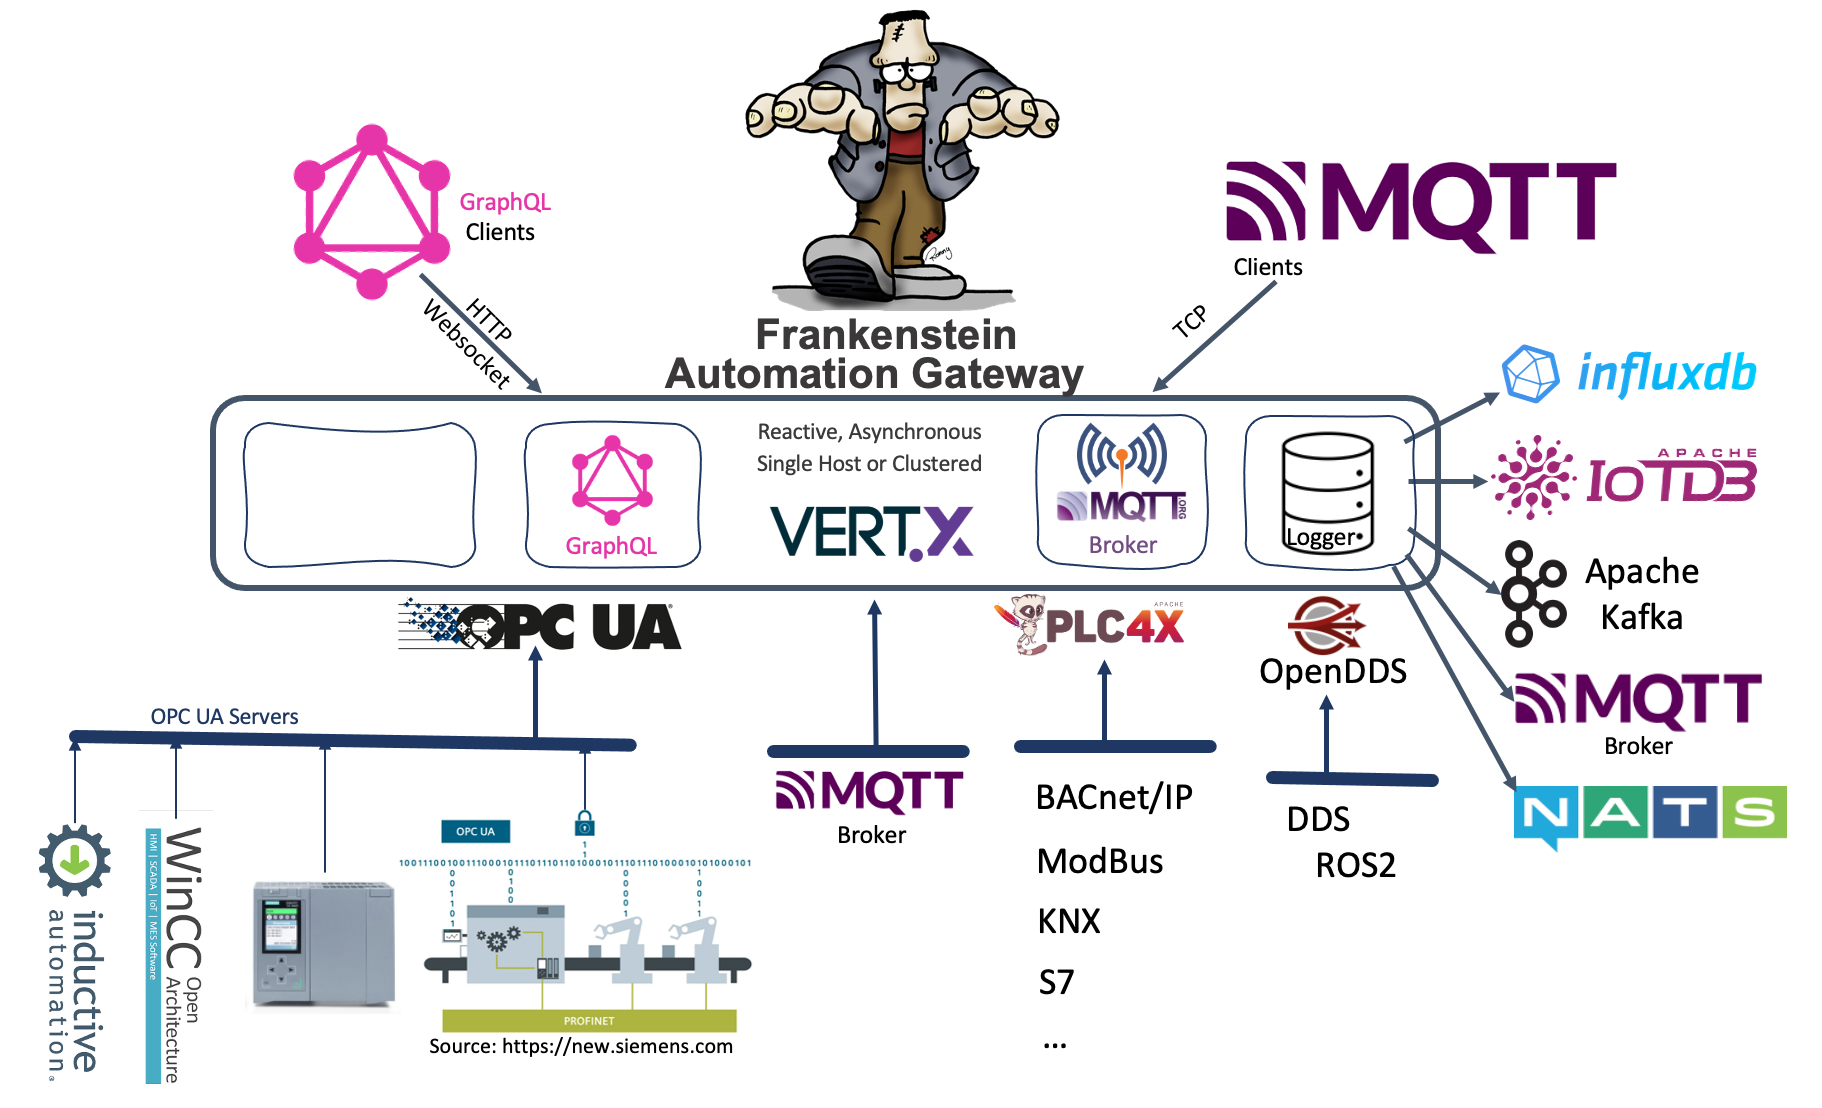 Ronny
GraphQL
Clients
MQTT
Clients
HTTP
Websocket
TCP
Frankenstein
Automation Gateway
Reactive, Asynchronous
Single Host or Clustered
VERT.X
GraphQL
MQTT.ORG
Broker
Logger
influxdb
APACHE
IoTDB
Apache
Kafka
MQTT
Broker
NATS
OPC UA
APACHE
PLC4X
OpenDDS
OPC UA Servers
MQTT
Broker
BACnet/IP
ModBus
KNX
S7
...
DDS
ROS2
inductive
automation
WinCC Open
Architecture
HMI | SCADA | IoT | MES Software
OPC UA
PROFINET
Source: https://new.siemens.com